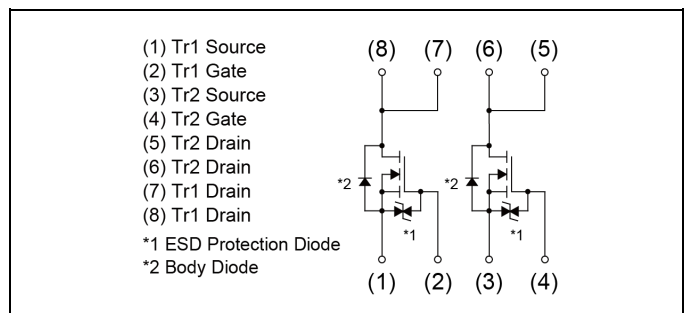 (1) Tr1 Source
(2) Tr1 Gate
(3) Tr2 Source
(4) Tr2 Gate
(5) Tr2 Drain
(6) Tr2 Drain
(7) Tr1 Drain
(8) Tr1 Drain
*1 ESD Protection Diode
*2 Body Diode
(8) (7) (6) (5)
*2 *2
*1 *1
(1) (2) (3) (4)